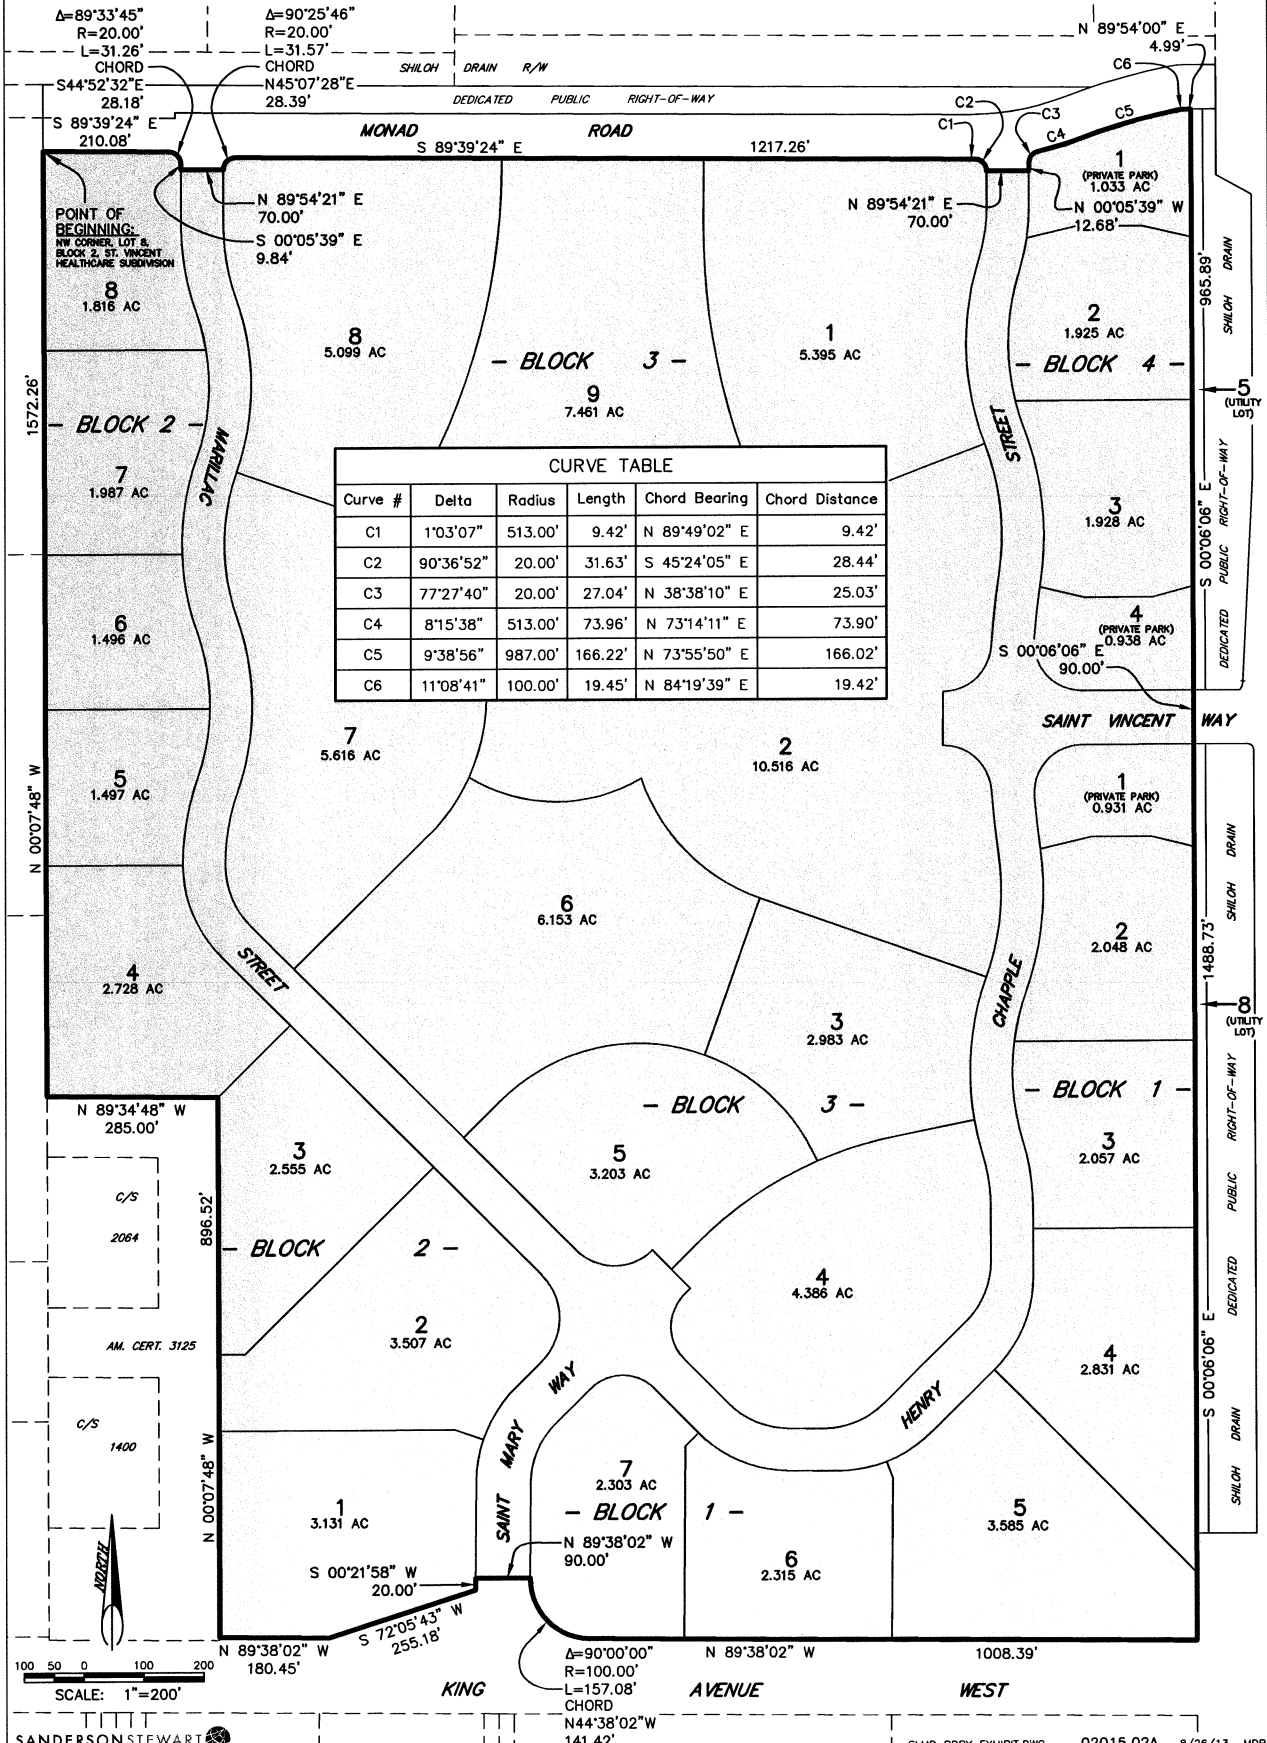 Δ=89°33'45"
R=20.00'
L=31.26'
CHORD
S44°52'32"E
28.18'
S 89°39'24" E
210.08'
Δ=90°25'46"
R=20.00'
L=31.57'
CHORD
N45°07'28"E
28.39'
SHILOH DRAIN R/W
DEDICATED PUBLIC RIGHT-OF-WAY
MONAD ROAD
S 89°39'24" E 1217.26'
N 89°54'00" E
4.99'
C6
C2
C1
C3
C4
C5
N 89°54'21" E
70.00'
S 00°05'39" E
9.84'
N 89°54'21" E
70.00'
N 00°05'39" W
12.68'
1
(PRIVATE PARK)
1.033 AC
POINT OF
BEGINNING:
NW CORNER, LOT 8,
BLOCK 2, ST. VINCENT
HEALTHCARE SUBDIVISION
8
1.816 AC
8
5.099 AC
- BLOCK 3 -
9
7.461 AC
1
5.395 AC
2
1.925 AC
- BLOCK 4 -
965.89'
SHILOH DRAIN
5
(UTILITY
LOT)
1572.26'
- BLOCK 2 -
7
1.987 AC
MARILLAC
STREET
3
1.928 AC
S 00°06'06" E
DEDICATED PUBLIC RIGHT-OF-WAY
CURVE TABLE
Curve # Delta Radius Length Chord Bearing Chord Distance
C1 1°03'07" 513.00' 9.42' N 89°49'02" E 9.42'
C2 90°36'52" 20.00' 31.63' S 45°24'05" E 28.44'
C3 77°27'40" 20.00' 27.04' N 38°38'10" E 25.03'
C4 8°15'38" 513.00' 73.96' N 73°14'11" E 73.90'
C5 9°38'56" 987.00' 166.22' N 73°55'50" E 166.02'
C6 11°08'41" 100.00' 19.45' N 84°19'39" E 19.42'
6
1.496 AC
4
(PRIVATE PARK)
0.938 AC
S 00°06'06" E
90.00'
SAINT VINCENT WAY
7
5.616 AC
2
10.516 AC
5
1.497 AC
N 00°07'48" W
1
(PRIVATE PARK)
0.931 AC
SHILOH DRAIN
6
6.153 AC
2
2.048 AC
1488.73'
4
2.728 AC
STREET
CHAPPLE
8
(UTILITY
LOT)
3
2.983 AC
- BLOCK 3 -
- BLOCK 1 -
N 89°34'48" W
285.00'
3
2.555 AC
5
3.203 AC
3
2.057 AC
DEDICATED PUBLIC RIGHT-OF-WAY
C/S
2064
896.52'
- BLOCK 2 -
4
4.386 AC
AM. CERT. 3125
2
3.507 AC
4
2.831 AC
S 00°06'06" E
C/S
1400
N 00°07'48" W
SAINT MARY WAY
HENRY
SHILOH DRAIN
7
2.303 AC
- BLOCK 1 -
1
3.131 AC
5
3.585 AC
N 89°38'02" W
90.00'
6
2.315 AC
S 00°21'58" W
20.00'
NORTH
S 72°05'43" W
255.18'
N 89°38'02" W
180.45'
Δ=90°00'00"
R=100.00'
L=157.08'
CHORD
N44°38'02"W
141.42'
N 89°38'02" W 1008.39'
100 50 0 100 200
SCALE: 1"=200'
KING AVENUE WEST
SANDERSON STEWART
02015.02A 8/26/13